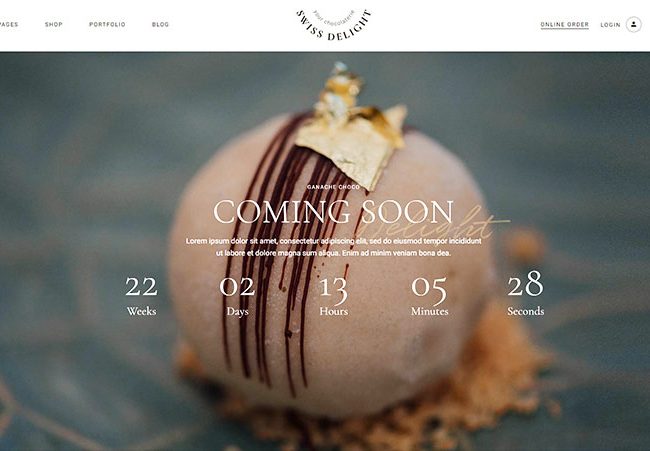 PAGES
SHOP
PORTFOLIO
BLOG
your chocolaterie
SWISS DELIGHT
ONLINE ORDER
LOGIN
GANACHE CHOCO
COMING SOON
Delight
Lorem ipsum dolor sit amet, consectetur adipiscing elit, sed do eiusmod tempor incididunt
ut labore et dolore magna sum aliqua. Enim ad minim veniam bona dea.
22 02 13 05 28
Weeks Days Hours Minutes Seconds